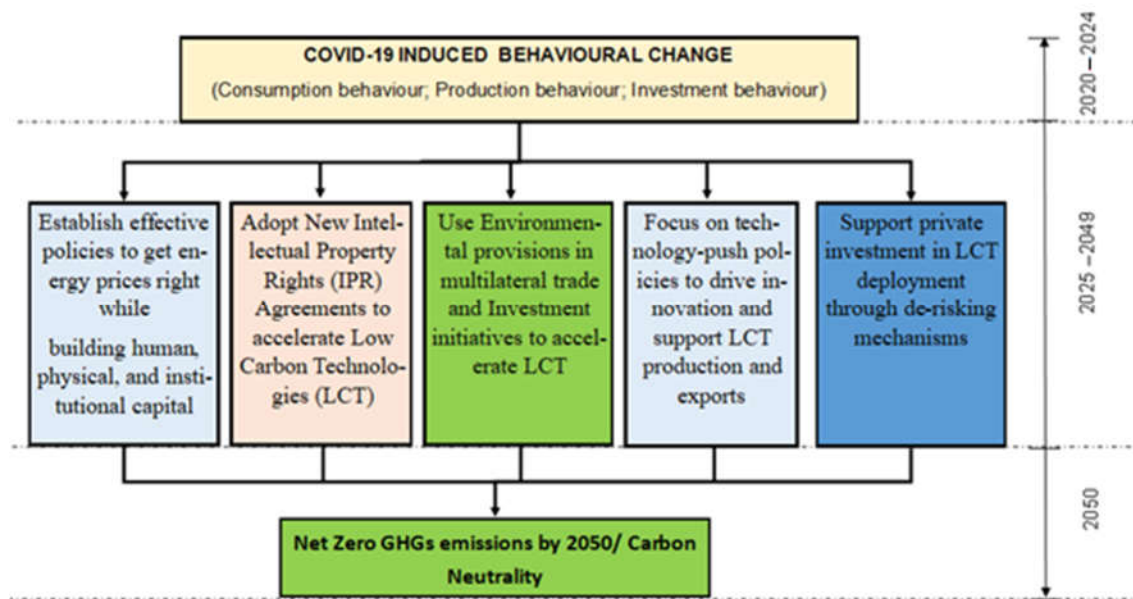 COVID-19 INDUCED BEHAVIOURAL CHANGE
(Consumption behaviour; Production behaviour; Investment behaviour)
2020–2024
Establish effective
policies to get en-
ergy prices right
while
building human,
physical, and insti-
tutional capital
Adopt New Intel-
lectual Property
Rights (IPR)
Agreements to
accelerate Low
Carbon Technolo-
gies (LCT)
Use Environmen-
tal provisions in
multilateral trade
and Investment
initiatives to accel-
erate LCT
Focus on tech-
nology-push pol-
icies to drive in-
novation and
support LCT
production and
exports
Support private
investment in LCT
deployment
through de-risking
mechanisms
2025–2049
Net Zero GHGs emissions by 2050/ Carbon
Neutrality
2050